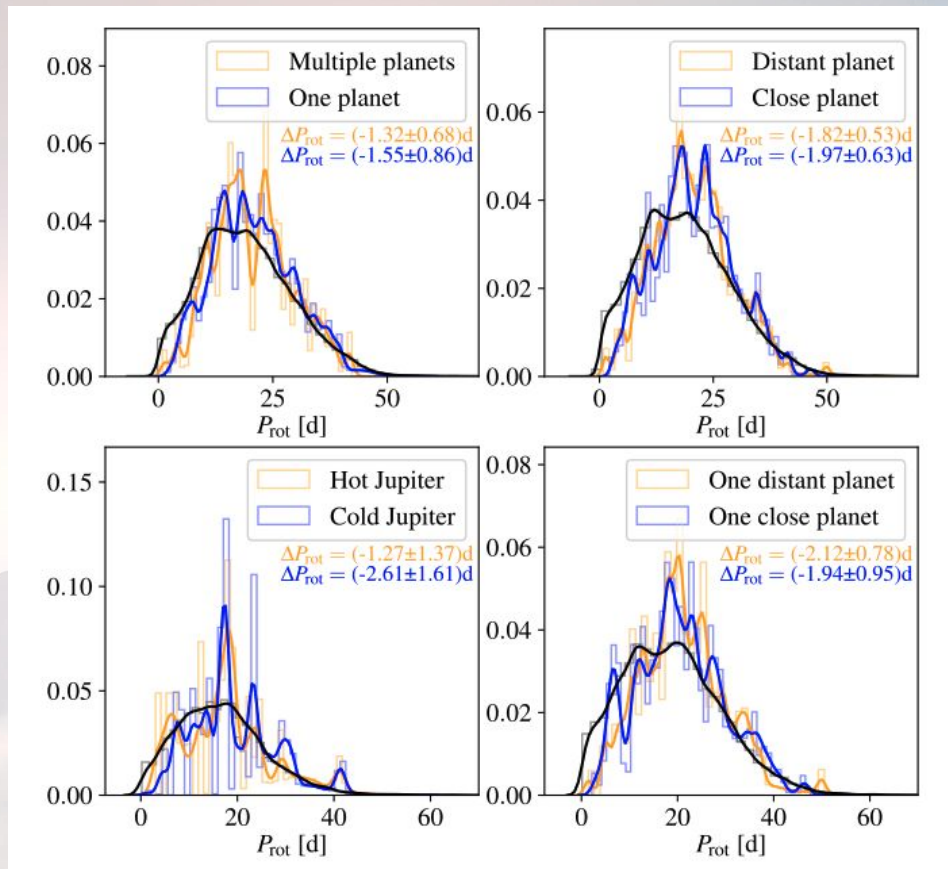 Multiple planets
One planet
ΔP_rot = (-1.32±0.68)d
ΔP_rot = (-1.55±0.86)d
0.08
0.06
0.04
0.02
0.00
0 25 50
P_rot [d]
Distant planet
Close planet
ΔP_rot = (-1.82±0.53)d
ΔP_rot = (-1.97±0.63)d
0.06
0.04
0.02
0.00
0 25 50
P_rot [d]
Hot Jupiter
Cold Jupiter
ΔP_rot = (-1.27±1.37)d
ΔP_rot = (-2.61±1.61)d
0.15
0.10
0.05
0.00
0 20 40 60
P_rot [d]
One distant planet
One close planet
ΔP_rot = (-2.12±0.78)d
ΔP_rot = (-1.94±0.95)d
0.08
0.06
0.04
0.02
0.00
0 20 40 60
P_rot [d]